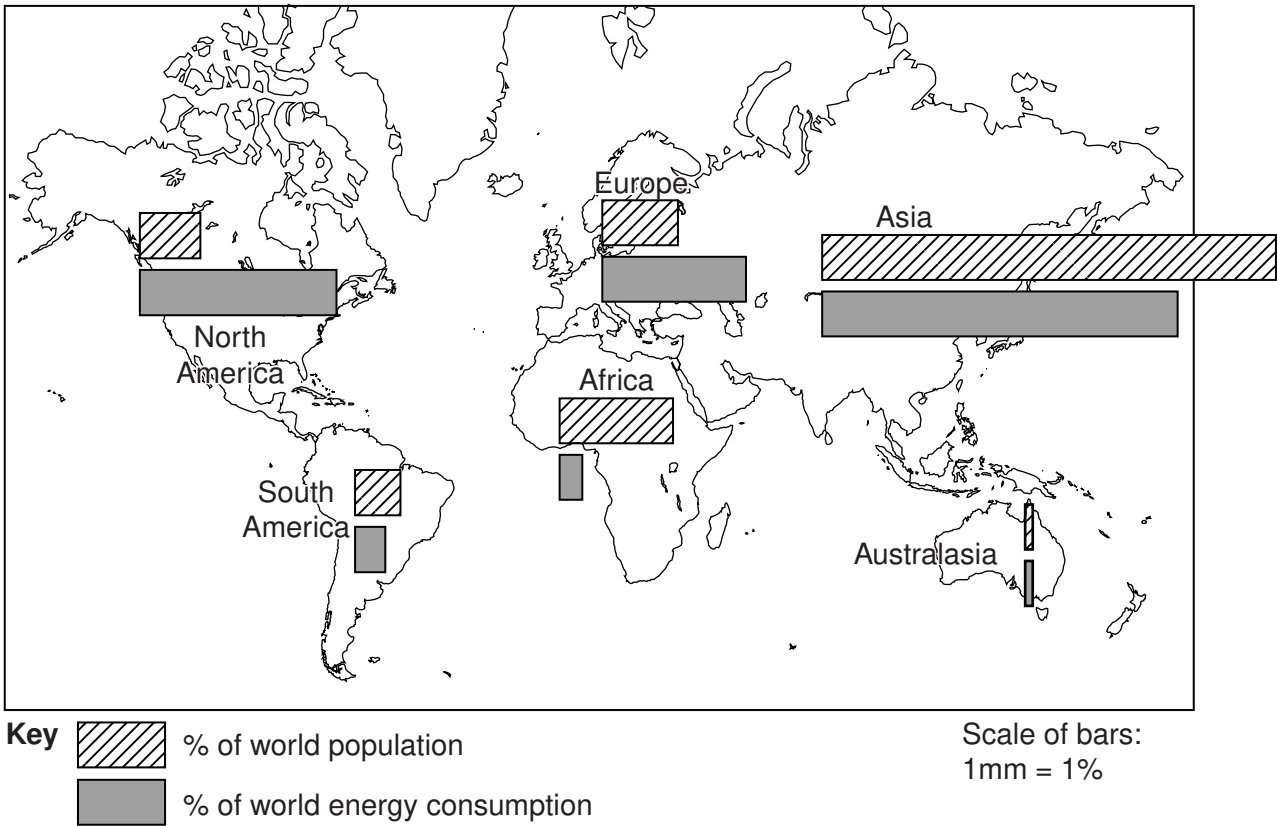 Europe
Asia
North
America
Africa
South
America
Australasia
Key
% of world population
% of world energy consumption
Scale of bars:
1mm = 1%